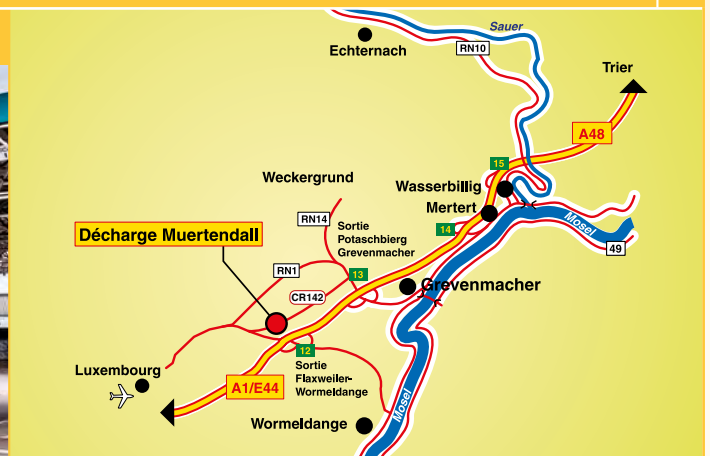 Sauer
Echternach
RN10
Trier
A48
15
Weckergrund
Wasserbillig
Mertert
RN14
Sortie
Potaschbierg
Grevenmacher
14
Mosel
49
Décharge Muertendall
RN1
13
CR142
Grevenmacher
12
Luxembourg
Sortie
Flaxweiler-
Wormeldange
A1/E44
Mosel
Wormeldange